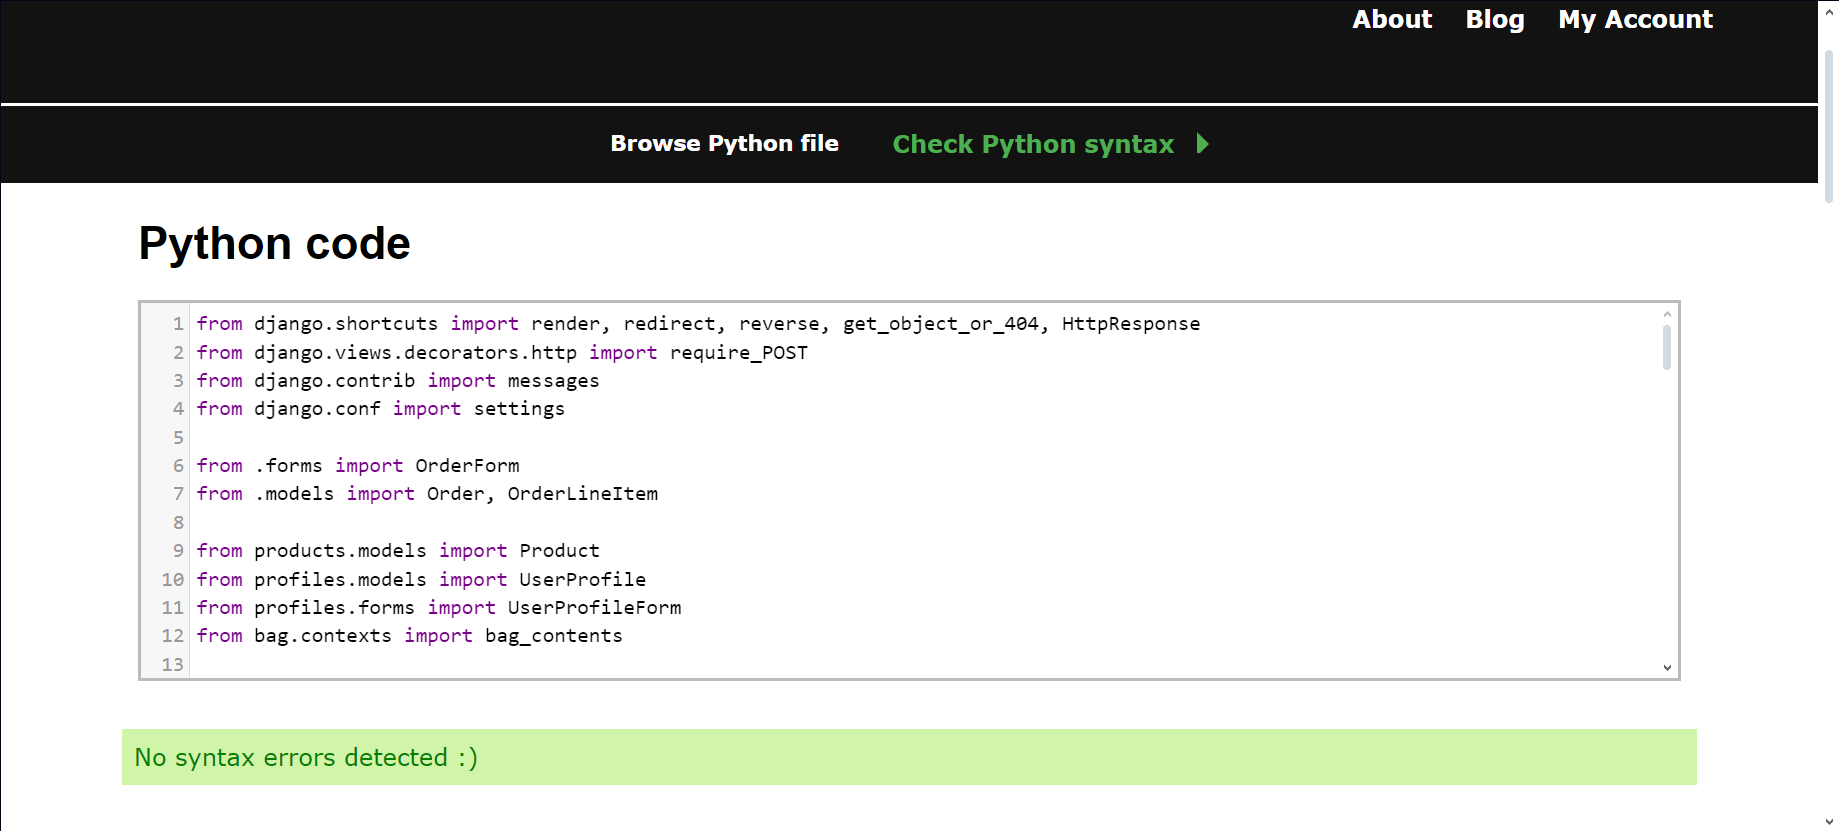 About Blog My Account
Browse Python file Check Python syntax
Python code
1 from django.shortcuts import render, redirect, reverse, get_object_or_404, HttpResponse
2 from django.views.decorators.http import require_POST
3 from django.contrib import messages
4 from django.conf import settings
5
6 from .forms import OrderForm
7 from .models import Order, OrderLineItem
8
9 from products.models import Product
10 from profiles.models import UserProfile
11 from profiles.forms import UserProfileForm
12 from bag.contexts import bag_contents
13
No syntax errors detected :)